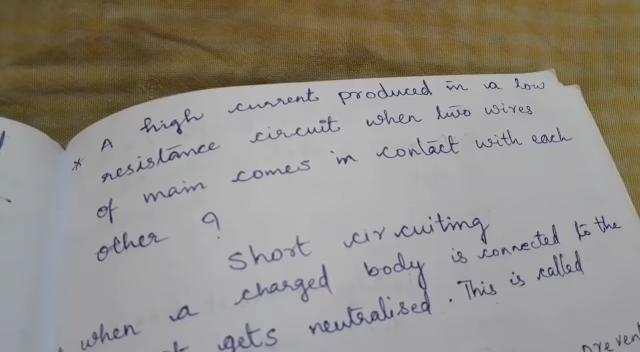 * A high current produced in a low
resistance circuit when two wires
of main comes in contact with each
other ?
Short circuiting
when a charged body is connected to the
gets neutralised. This is called